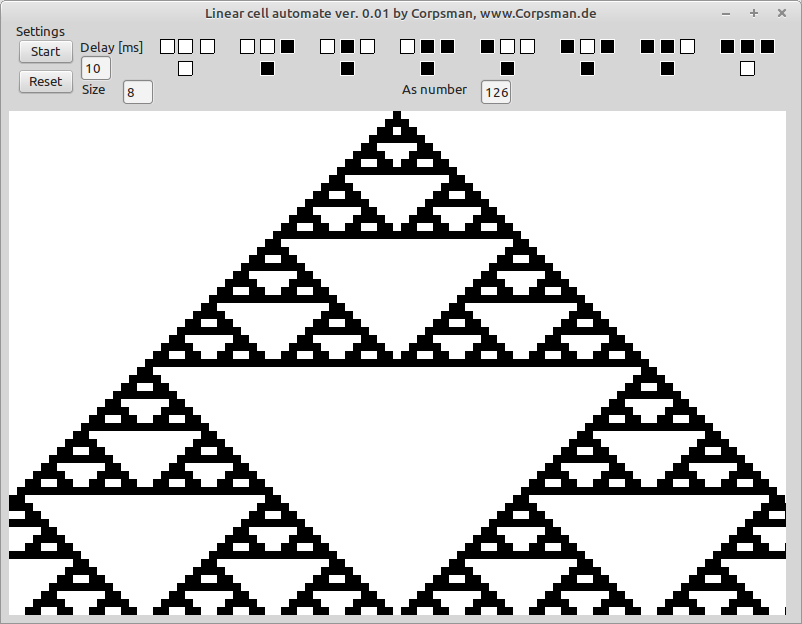 Linear cell automate ver. 0.01 by Corpsman, www.Corpsman.de
Settings
Start
Delay [ms]
10
Reset
Size
8
As number
126